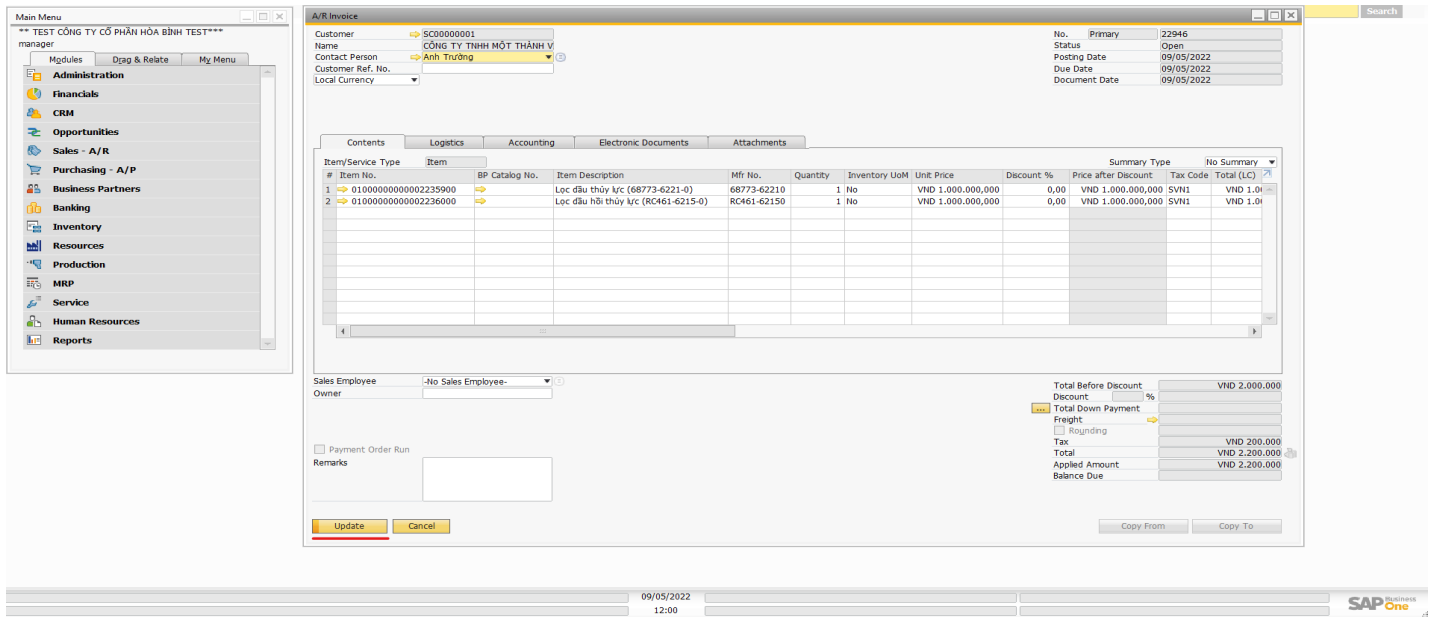 Main Menu
** TEST CÔNG TY CỔ PHẦN HÒA BÌNH TEST***
manager
Modules Drag & Relate My Menu
Administration
Financials
CRM
Opportunities
Sales - A/R
Purchasing - A/P
Business Partners
Banking
Inventory
Resources
Production
MRP
Service
Human Resources
Reports
A/R Invoice
Search
Customer SC00000001
Name CÔNG TY TNHH MỘT THÀNH V
Contact Person Anh Trường
Customer Ref. No.
Local Currency
No. Primary 22946
Status Open
Posting Date 09/05/2022
Due Date 09/05/2022
Document Date 09/05/2022
Contents Logistics Accounting Electronic Documents Attachments
Item/Service Type Item Summary Type No Summary
# Item No. BP Catalog No. Item Description Mfr No. Quantity Inventory UoM Unit Price Discount % Price after Discount Tax Code Total (LC)
1 01000000000002235900 Lọc dầu thủy lực (68773-6221-0) 68773-62210 1 No VND 1.000.000,000 0,00 VND 1.000.000,000 SVN1 VND 1.0
2 01000000000002236000 Lọc dầu hồi thủy lực (RC461-6215-0) RC461-62150 1 No VND 1.000.000,000 0,00 VND 1.000.000,000 SVN1 VND 1.0
Sales Employee -No Sales Employee-
Owner
Payment Order Run
Remarks
Total Before Discount VND 2.000.000
Discount %
... Total Down Payment
Freight
Rounding
Tax VND 200.000
Total VND 2.200.000
Applied Amount VND 2.200.000
Balance Due
Update Cancel Copy From Copy To
09/05/2022
12:00
SAP Business One